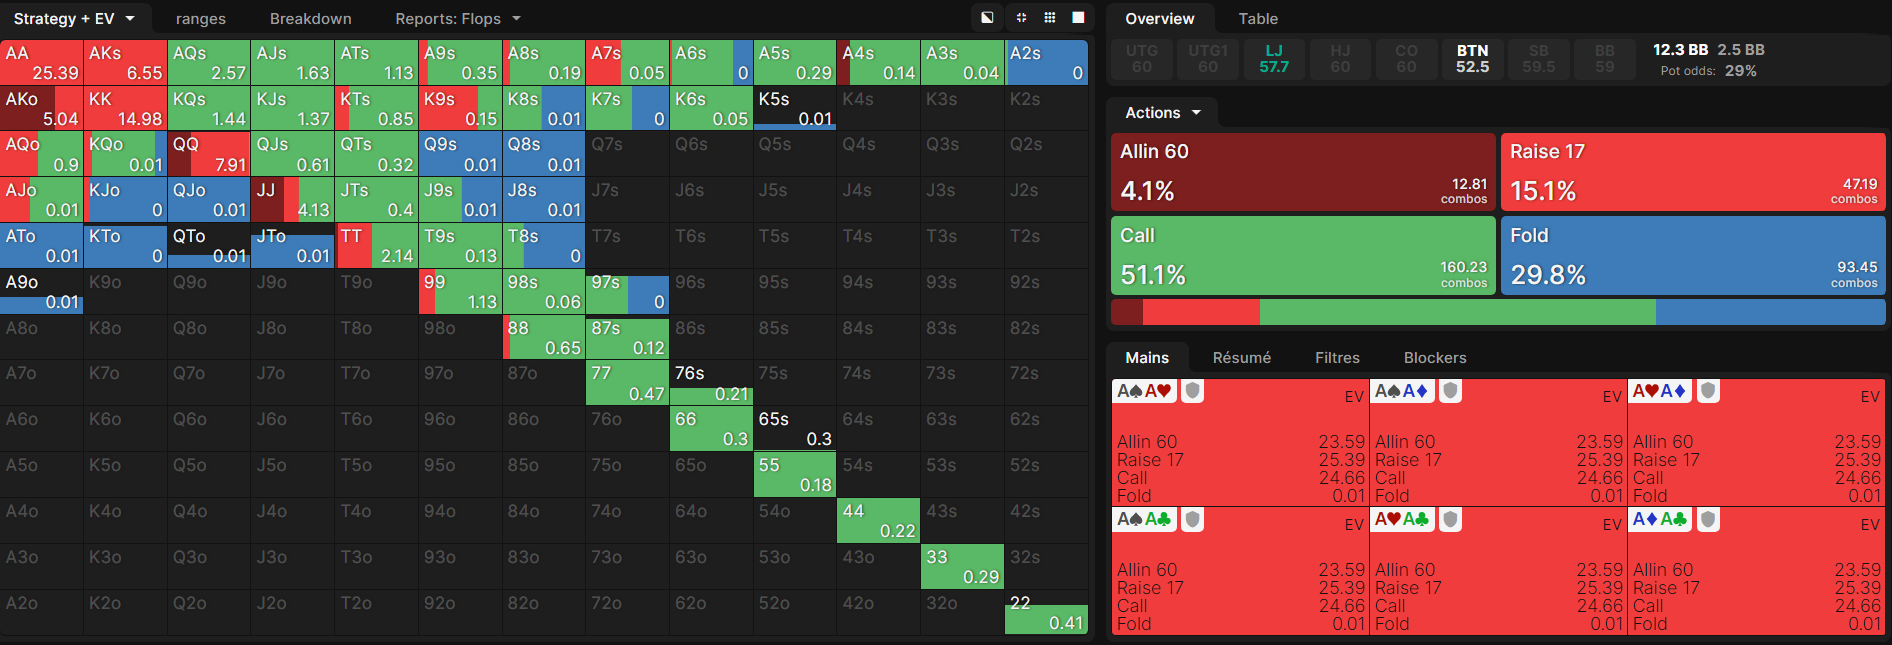 Strategy + EV ranges Breakdown Reports: Flops
AA AKs AQs AJs ATs A9s A8s A7s A6s A5s A4s A3s A2s
25.39 6.55 2.57 1.63 1.13 0.35 0.19 0.05 0 0.29 0.14 0.04 0
AKo KK KQs KJs KTs K9s K8s K7s K6s K5s K4s K3s K2s
5.04 14.98 1.44 1.37 0.85 0.15 0.01 0 0.05 0.01
AQo KQo QQ QJs QTs Q9s Q8s Q7s Q6s Q5s Q4s Q3s Q2s
0.9 0.01 7.91 0.61 0.32 0.01 0.01
AJo KJo QJo JJ JTs J9s J8s J7s J6s J5s J4s J3s J2s
0.01 0 0.01 4.13 0.4 0.01 0.01
ATo KTo QTo JTo TT T9s T8s T7s T6s T5s T4s T3s T2s
0.01 0 0.01 0.01 2.14 0.13 0
A9o K9o Q9o J9o T9o 99 98s 97s 96s 95s 94s 93s 92s
0.01 1.13 0.06 0
A8o K8o Q8o J8o T8o 98o 88 87s 86s 85s 84s 83s 82s
0.65 0.12
A7o K7o Q7o J7o T7o 97o 87o 77 76s 75s 74s 73s 72s
0.47 0.21
A6o K6o Q6o J6o T6o 96o 86o 76o 66 65s 64s 63s 62s
0.3 0.3
A5o K5o Q5o J5o T5o 95o 85o 75o 65o 55 54s 53s 52s
0.18
A4o K4o Q4o J4o T4o 94o 84o 74o 64o 54o 44 43s 42s
0.22
A3o K3o Q3o J3o T3o 93o 83o 73o 63o 53o 43o 33 32s
0.29
A2o K2o Q2o J2o T2o 92o 82o 72o 62o 52o 42o 32o 22
0.41
Overview Table
UTG UTG1 LJ HJ CO BTN SB BB 12.3 BB 2.5 BB
60 60 57.7 60 60 52.5 59.5 59 Pot odds: 29%
Actions
Allin 60 Raise 17
4.1% 12.81 combos 15.1% 47.19 combos
Call Fold
51.1% 160.23 combos 29.8% 93.45 combos
Mains Résumé Filtres Blockers
A♠A♥ EV A♠A♦ EV A♥A♦ EV
Allin 60 23.59 Allin 60 23.59 Allin 60 23.59
Raise 17 25.39 Raise 17 25.39 Raise 17 25.39
Call 24.66 Call 24.66 Call 24.66
Fold 0.01 Fold 0.01 Fold 0.01
A♠A♣ EV A♥A♣ EV A♦A♣ EV
Allin 60 23.59 Allin 60 23.59 Allin 60 23.59
Raise 17 25.39 Raise 17 25.39 Raise 17 25.39
Call 24.66 Call 24.66 Call 24.66
Fold 0.01 Fold 0.01 Fold 0.01